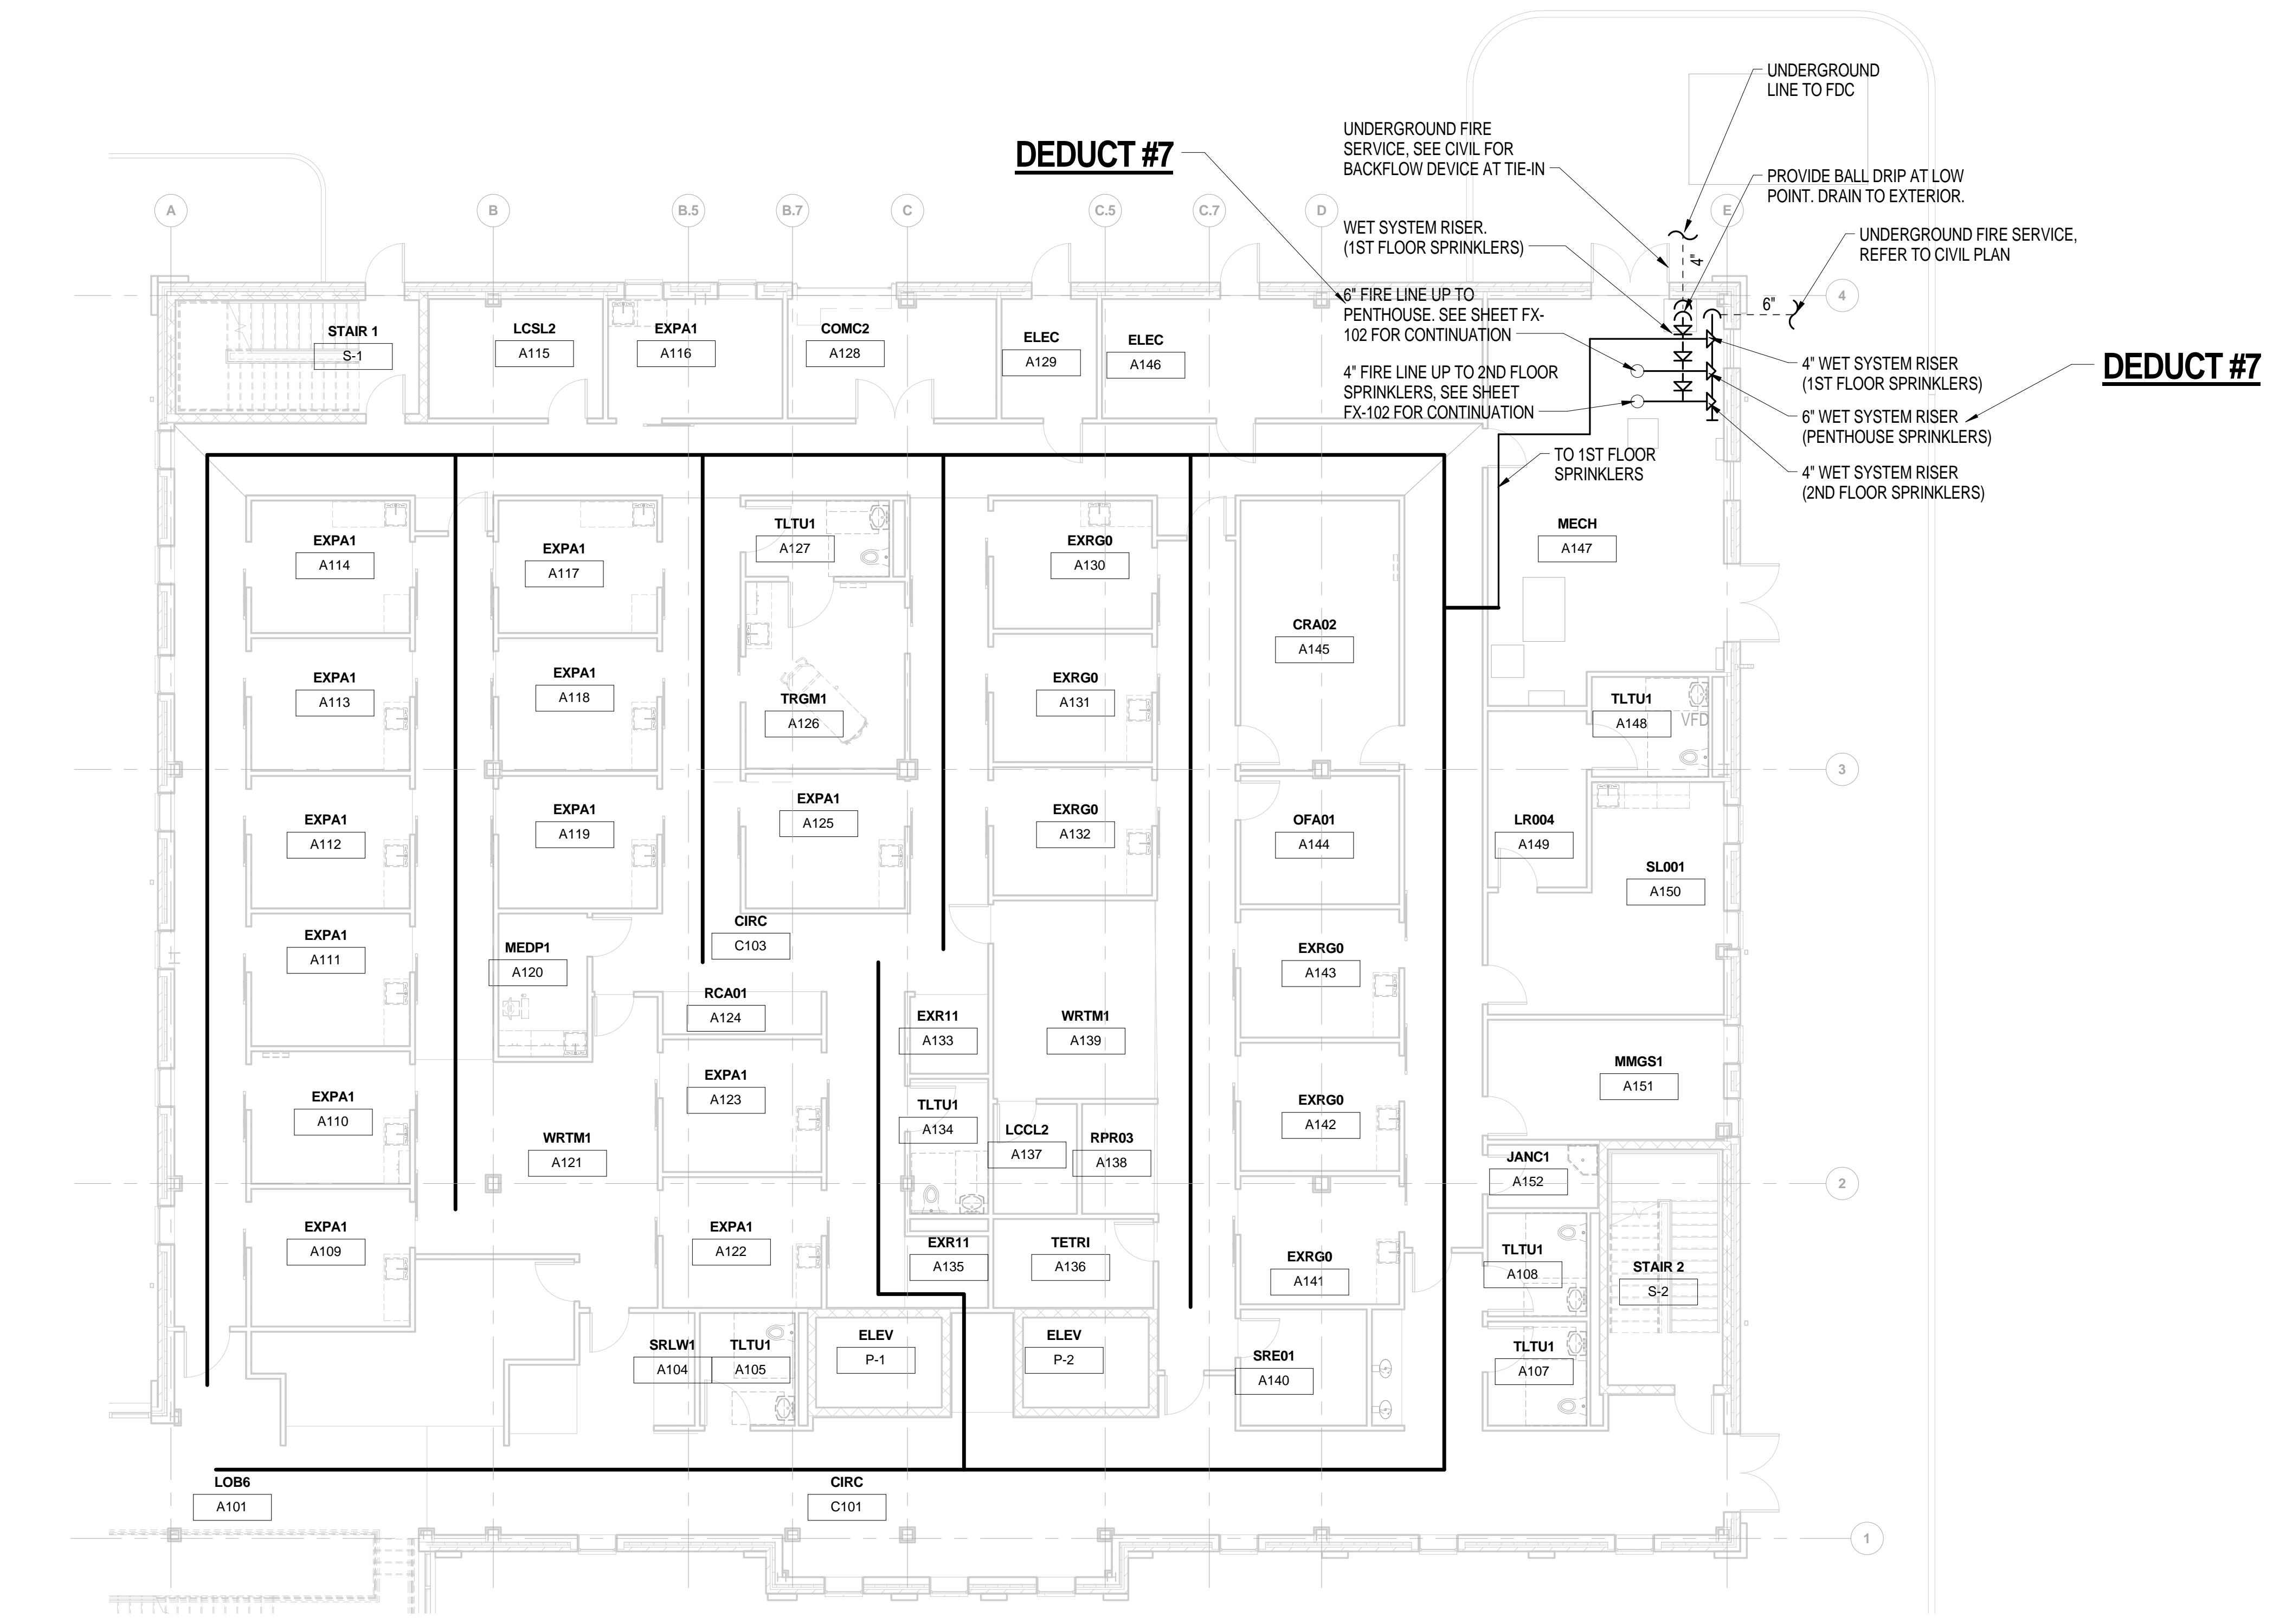 UNDERGROUND
LINE TO FDC
DEDUCT #7
UNDERGROUND FIRE
SERVICE, SEE CIVIL FOR
BACKFLOW DEVICE AT TIE-IN
PROVIDE BALL DRIP AT LOW
POINT. DRAIN TO EXTERIOR.
A
B
B.5
B.7
C
C.5
C.7
D
E
WET SYSTEM RISER.
(1ST FLOOR SPRINKLERS)
UNDERGROUND FIRE SERVICE,
REFER TO CIVIL PLAN
4"
6"
4
6" FIRE LINE UP TO
PENTHOUSE. SEE SHEET FX-
102 FOR CONTINUATION
4" FIRE LINE UP TO 2ND FLOOR
SPRINKLERS, SEE SHEET
FX-102 FOR CONTINUATION
4" WET SYSTEM RISER
(1ST FLOOR SPRINKLERS)
DEDUCT #7
6" WET SYSTEM RISER
(PENTHOUSE SPRINKLERS)
4" WET SYSTEM RISER
(2ND FLOOR SPRINKLERS)
TO 1ST FLOOR
SPRINKLERS
STAIR 1
S-1
LCSL2
A115
EXPA1
A116
COMC2
A128
ELEC
A129
ELEC
A146
EXPA1
A114
EXPA1
A117
TLTU1
A127
EXRG0
A130
MECH
A147
CRA02
A145
EXPA1
A113
EXPA1
A118
TRGM1
A126
EXRG0
A131
TLTU1
A148
VFD
3
EXPA1
A112
EXPA1
A119
EXPA1
A125
EXRG0
A132
OFA01
A144
LR004
A149
SL001
A150
EXPA1
A111
MEDP1
A120
CIRC
C103
EXRG0
A143
RCA01
A124
EXR11
A133
WRTM1
A139
MMGS1
A151
EXPA1
A110
EXPA1
A123
TLTU1
A134
EXRG0
A142
WRTM1
A121
LCCL2
A137
RPR03
A138
JANC1
A152
2
EXPA1
A109
EXPA1
A122
EXR11
A135
TETRI
A136
EXRG0
A141
TLTU1
A108
STAIR 2
S-2
SRLW1
A104
TLTU1
A105
ELEV
P-1
ELEV
P-2
SRE01
A140
TLTU1
A107
LOB6
A101
CIRC
C101
1